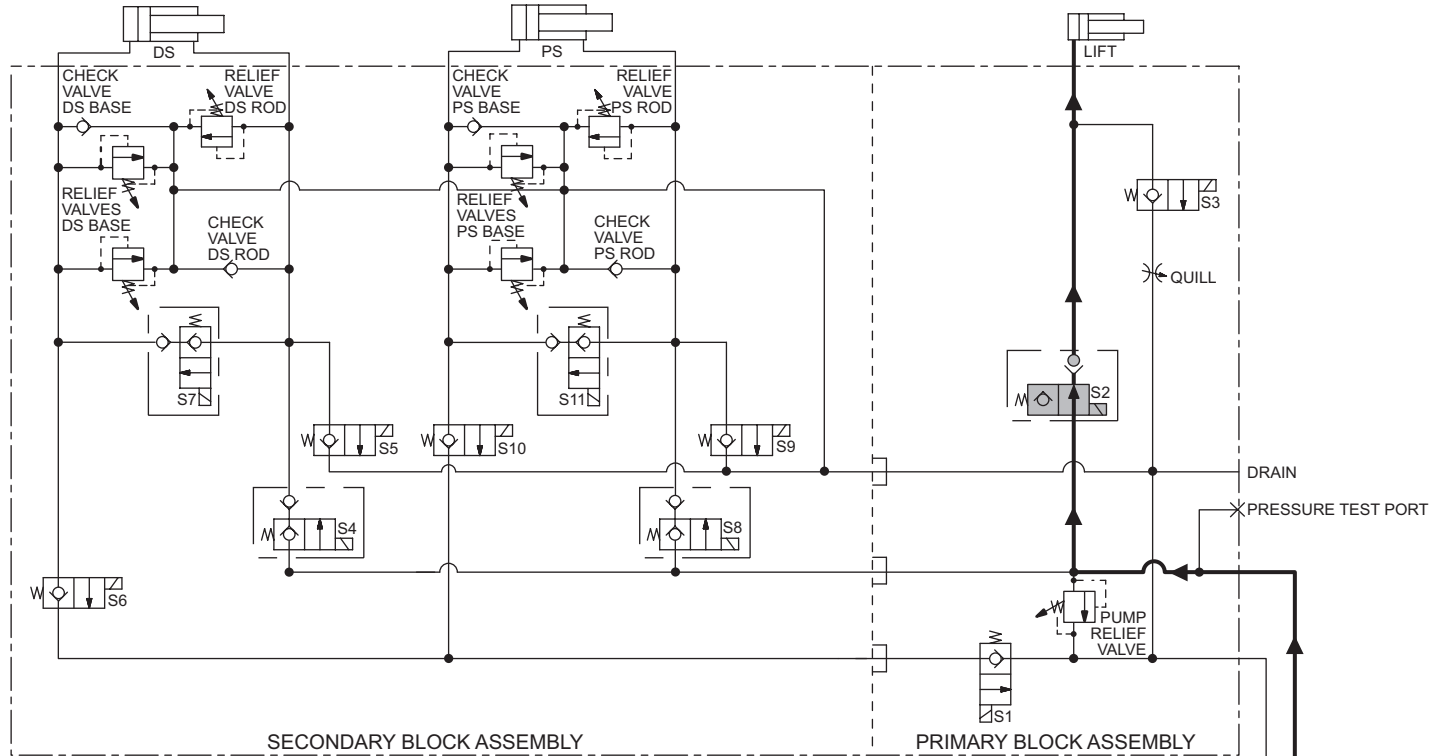 DS
PS
LIFT
CHECK
VALVE
DS BASE
RELIEF
VALVE
DS ROD
CHECK
VALVE
PS BASE
RELIEF
VALVE
PS ROD
RELIEF
VALVES
DS BASE
CHECK
VALVE
DS ROD
RELIEF
VALVES
PS BASE
CHECK
VALVE
PS ROD
S3
QUILL
S7
S11
S2
S5
S10
S9
DRAIN
PRESSURE TEST PORT
S4
S8
S6
PUMP
RELIEF
VALVE
S1
SECONDARY BLOCK ASSEMBLY
PRIMARY BLOCK ASSEMBLY